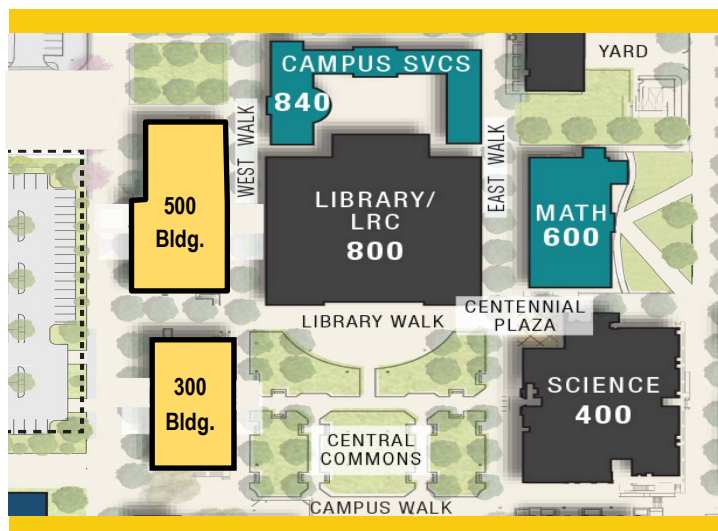 YARD
CAMPUS SVCS
840
WEST WALK
EAST WALK
500
Bldg.
LIBRARY/
LRC
800
MATH
600
CENTENNIAL
PLAZA
LIBRARY WALK
300
Bldg.
SCIENCE
400
CENTRAL
COMMONS
CAMPUS WALK